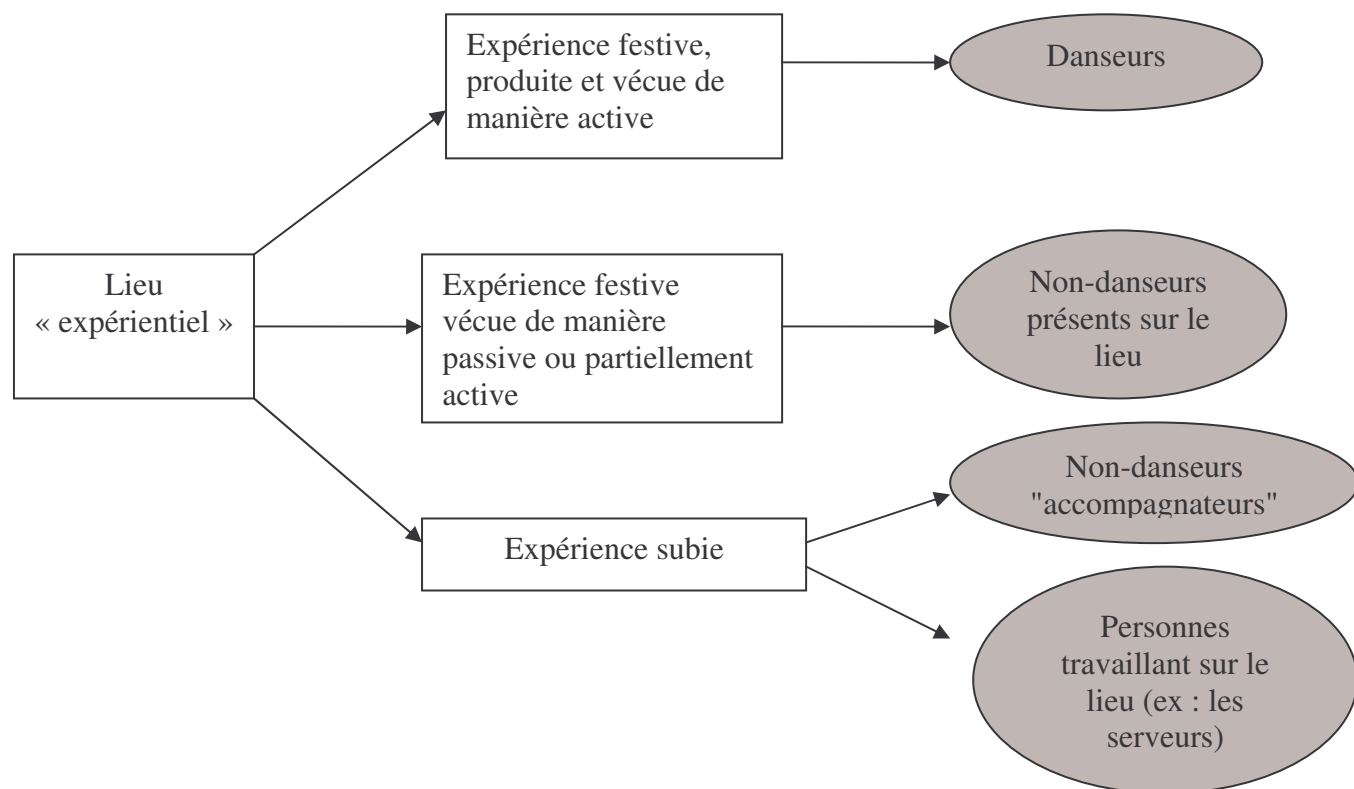 Expérience festive,
produite et vécue de
manière active
Danseurs
Lieu
« expérientiel »
Expérience festive
vécue de manière
passive ou partiellement
active
Non-danseurs
présents sur le
lieu
Expérience subie
Non-danseurs
"accompagnateurs"
Personnes
travaillant sur le
lieu (ex : les
serveurs)